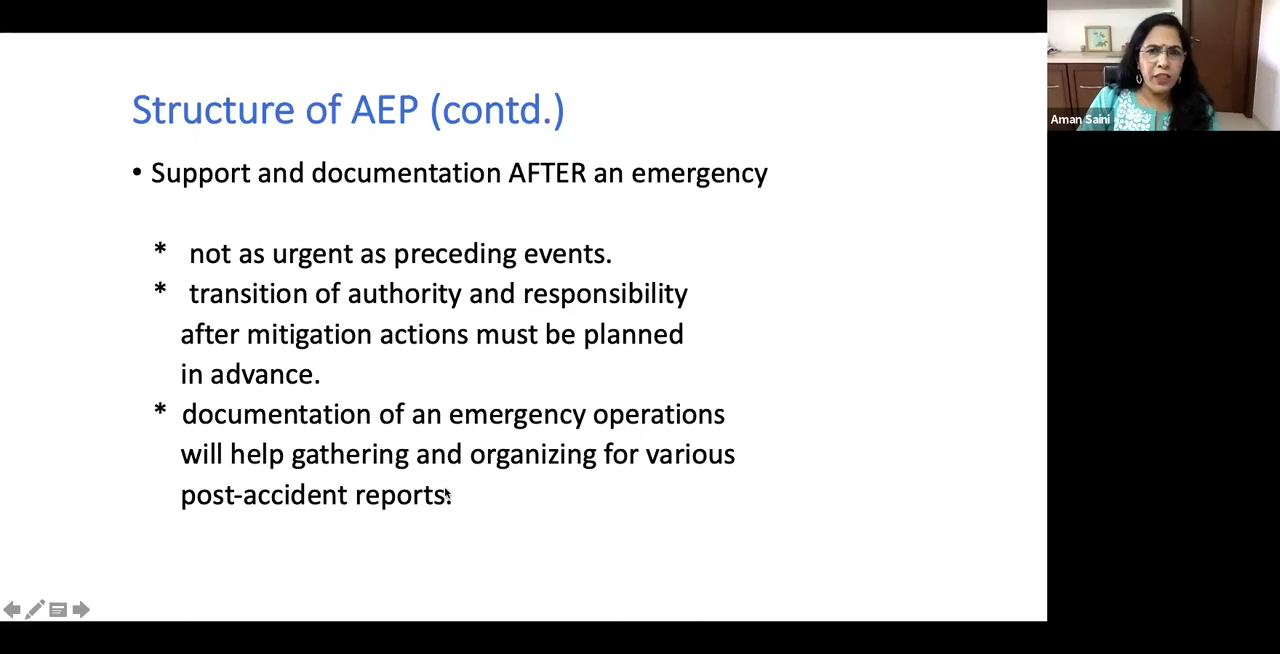 Structure of AEP (contd.)
• Support and documentation AFTER an emergency
* not as urgent as preceding events.
* transition of authority and responsibility
after mitigation actions must be planned
in advance.
* documentation of an emergency operations
will help gathering and organizing for various
post-accident reports.
Aman Saini